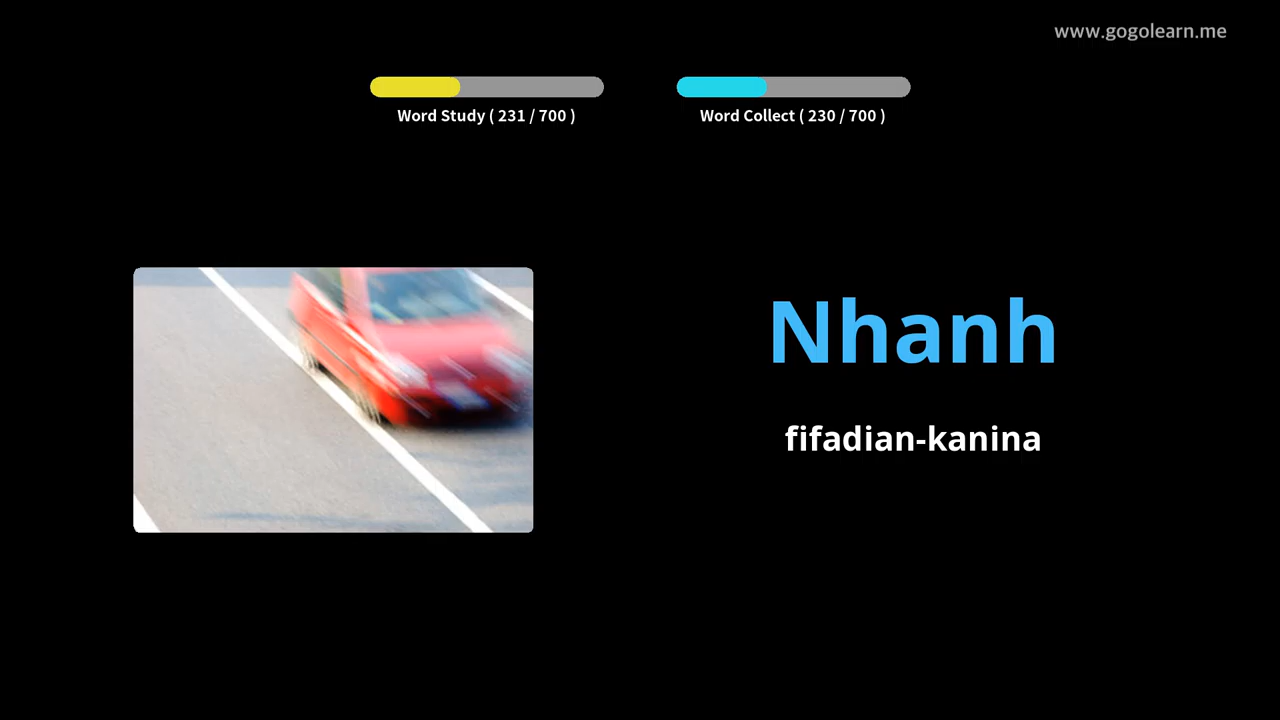 www.gogolearn.me
Word Study ( 231 / 700 )
Word Collect ( 230 / 700 )
Nhanh
fifadian-kanina